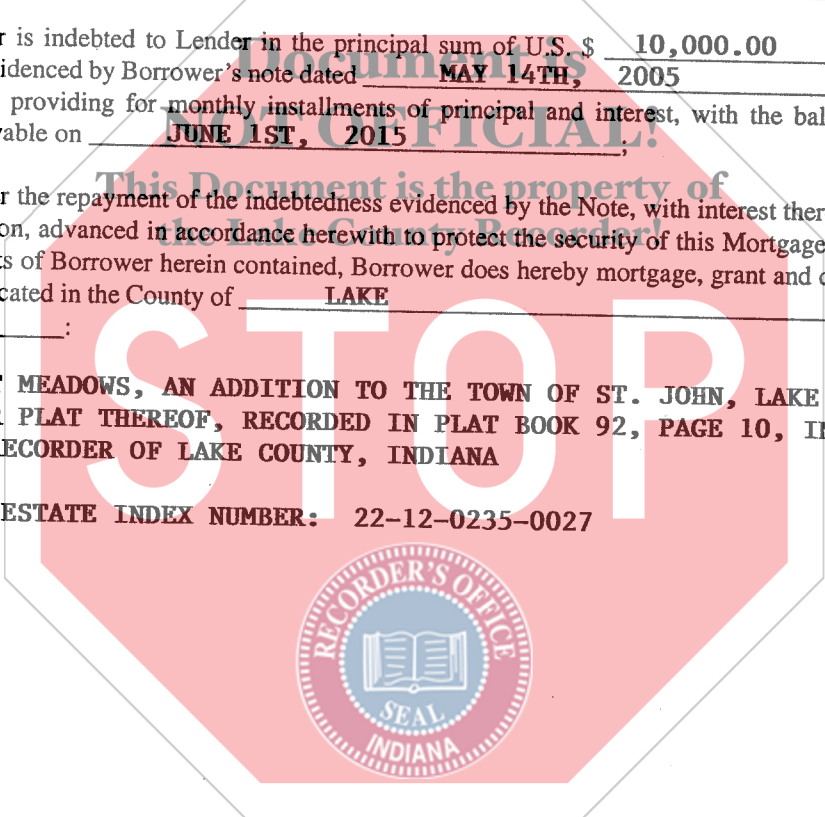 r is indebted to Lender in the principal sum of U.S. $ 10,000.00
idenced by Borrower's note dated MAY 14TH, 2005
providing for monthly installments of principal and interest, with the bal
yable on JUNE 1ST, 2015 ;
r the repayment of the indebtedness evidenced by the Note, with interest ther
on, advanced in accordance herewith to protect the security of this Mortgage
s of Borrower herein contained, Borrower does hereby mortgage, grant and c
cated in the County of LAKE
:
MEADOWS, AN ADDITION TO THE TOWN OF ST. JOHN, LAKE
PLAT THEREOF, RECORDED IN PLAT BOOK 92, PAGE 10, IN
ECORDER OF LAKE COUNTY, INDIANA
ESTATE INDEX NUMBER: 22-12-0235-0027
Document is
NOT OFFICIAL!
This Document is the property of
the Lake County Recorder!
STOP
RECORDER'S OFFICE
SEAL
INDIANA